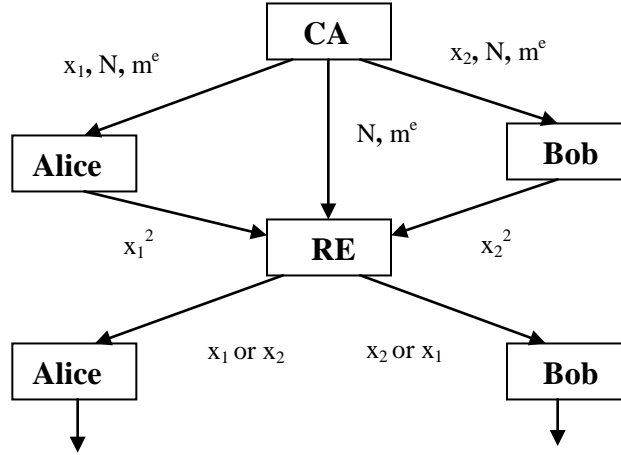 CA
x₁, N, mᵉ
x₂, N, mᵉ
N, mᵉ
Alice
Bob
x₁²
x₂²
RE
x₁ or x₂
x₂ or x₁
Alice
Bob